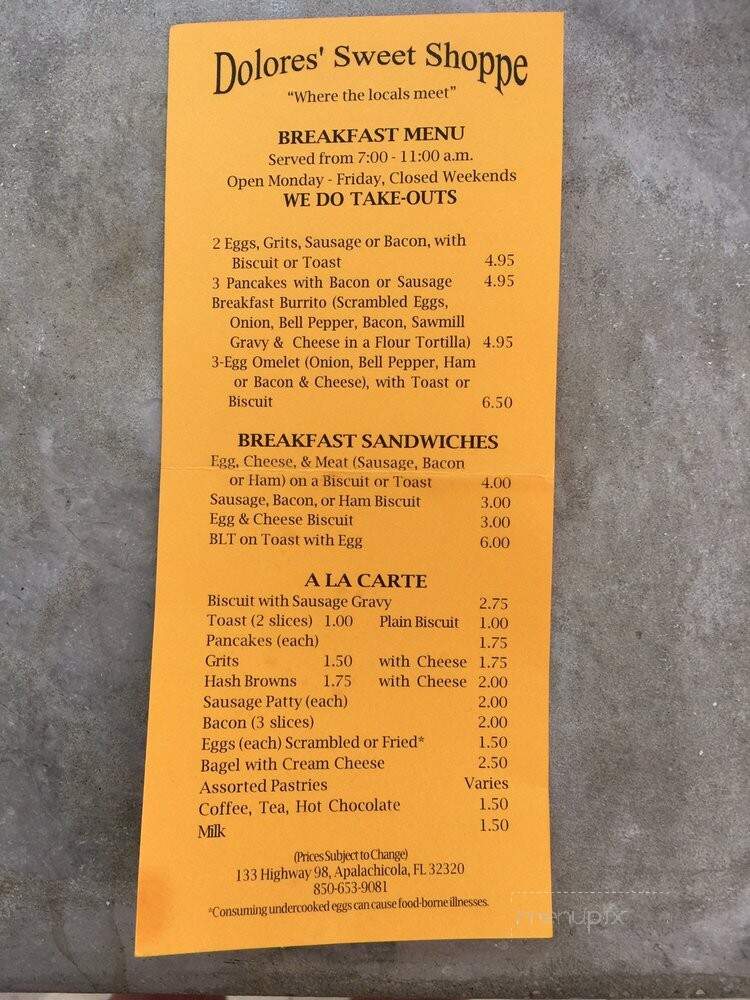 Dolores' Sweet Shoppe
"Where the locals meet"
BREAKFAST MENU
Served from 7:00 - 11:00 a.m.
Open Monday - Friday, Closed Weekends
WE DO TAKE-OUTS
2 Eggs, Grits, Sausage or Bacon, with
Biscuit or Toast 4.95
3 Pancakes with Bacon or Sausage 4.95
Breakfast Burrito (Scrambled Eggs,
Onion, Bell Pepper, Bacon, Sawmill
Gravy & Cheese in a Flour Tortilla) 4.95
3-Egg Omelet (Onion, Bell Pepper, Ham
or Bacon & Cheese), with Toast or
Biscuit 6.50
BREAKFAST SANDWICHES
Egg, Cheese, & Meat (Sausage, Bacon
or Ham) on a Biscuit or Toast 4.00
Sausage, Bacon, or Ham Biscuit 3.00
Egg & Cheese Biscuit 3.00
BLT on Toast with Egg 6.00
A LA CARTE
Biscuit with Sausage Gravy 2.75
Toast (2 slices) 1.00 Plain Biscuit 1.00
Pancakes (each) 1.75
Grits 1.50 with Cheese 1.75
Hash Browns 1.75 with Cheese 2.00
Sausage Patty (each) 2.00
Bacon (3 slices) 2.00
Eggs (each) Scrambled or Fried* 1.50
Bagel with Cream Cheese 2.50
Assorted Pastries Varies
Coffee, Tea, Hot Chocolate 1.50
Milk 1.50
(Prices Subject to Change)
133 Highway 98, Apalachicola, FL 32320
850-653-9081
*Consuming undercooked eggs can cause food-borne illnesses.
menupix